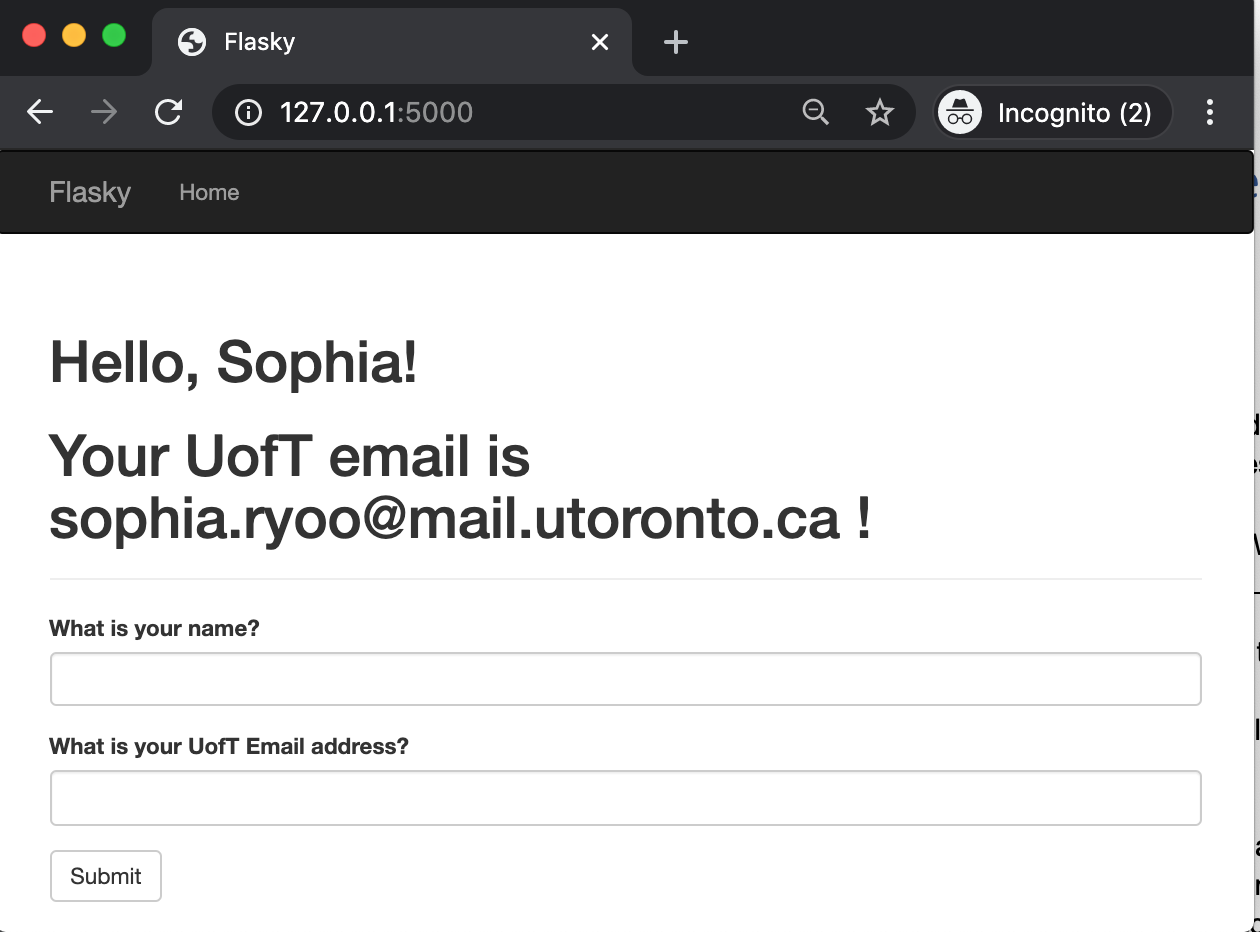 Flasky
127.0.0.1:5000
Incognito (2)
Flasky Home
Hello, Sophia!
Your UofT email is
sophia.ryoo@mail.utoronto.ca !
What is your name?
What is your UofT Email address?
Submit